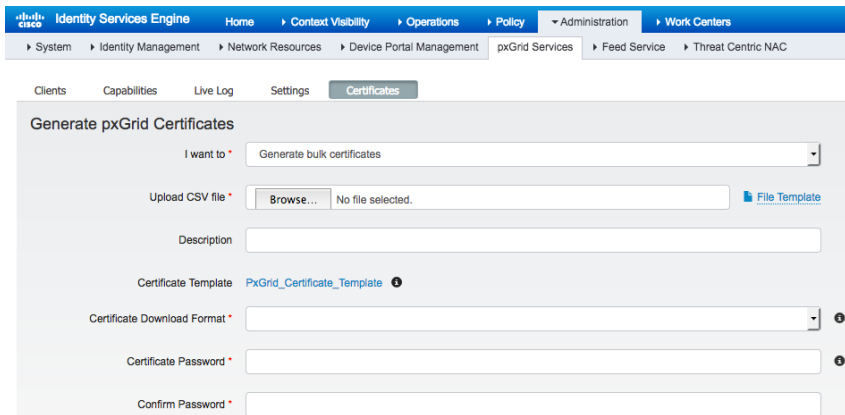 cisco Identity Services Engine Home Context Visibility Operations Policy Administration Work Centers
System Identity Management Network Resources Device Portal Management pxGrid Services Feed Service Threat Centric NAC
Clients Capabilities Live Log Settings Certificates
Generate pxGrid Certificates
I want to * Generate bulk certificates
Upload CSV file * Browse... No file selected. File Template
Description
Certificate Template PxGrid_Certificate_Template
Certificate Download Format *
Certificate Password *
Confirm Password *